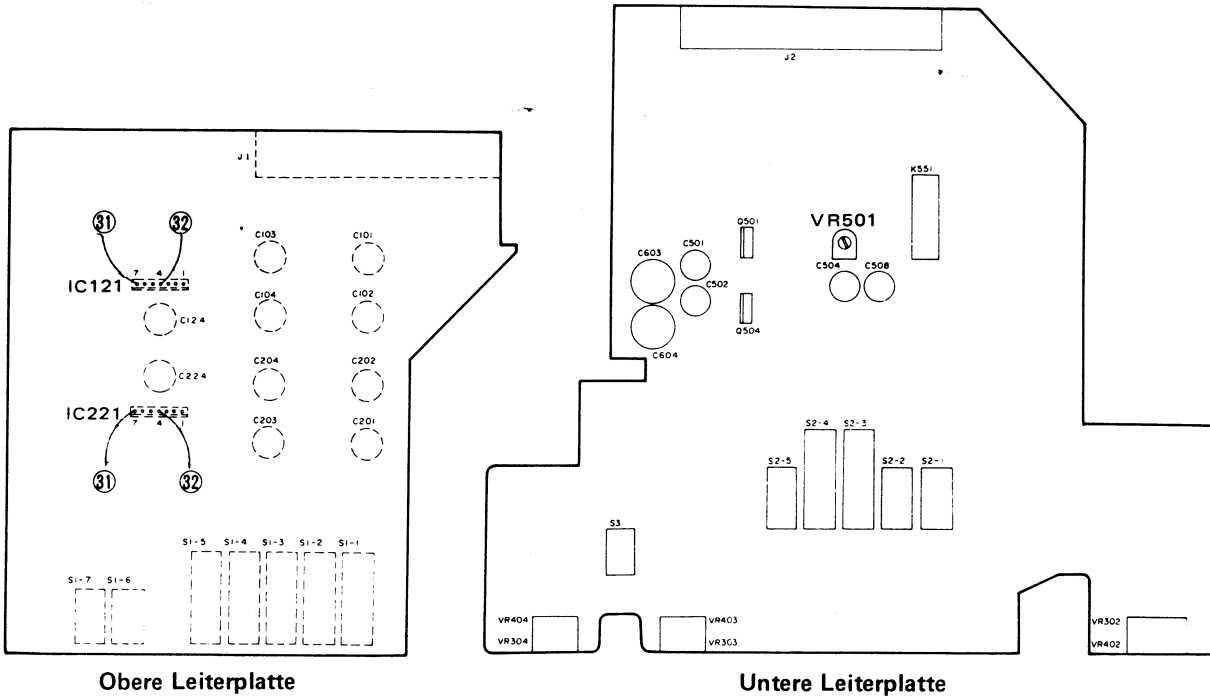 J1
31
32
7 4 1
IC121
C103
C101
C124
C104
C102
C224
C204
C202
IC221
7 4 1
C203
C201
31
32
S1-5 S1-4 S1-3 S1-2 S1-1
S1-7 S1-6
Obere Leiterplatte
J2
K551
Q501
VR501
C603
C501
C504
C508
C502
Q504
C604
S2-4
S2-3
S2-5
S2-2
S2-1
S3
VR404
VR304
VR403
VR303
VR302
VR402
Untere Leiterplatte